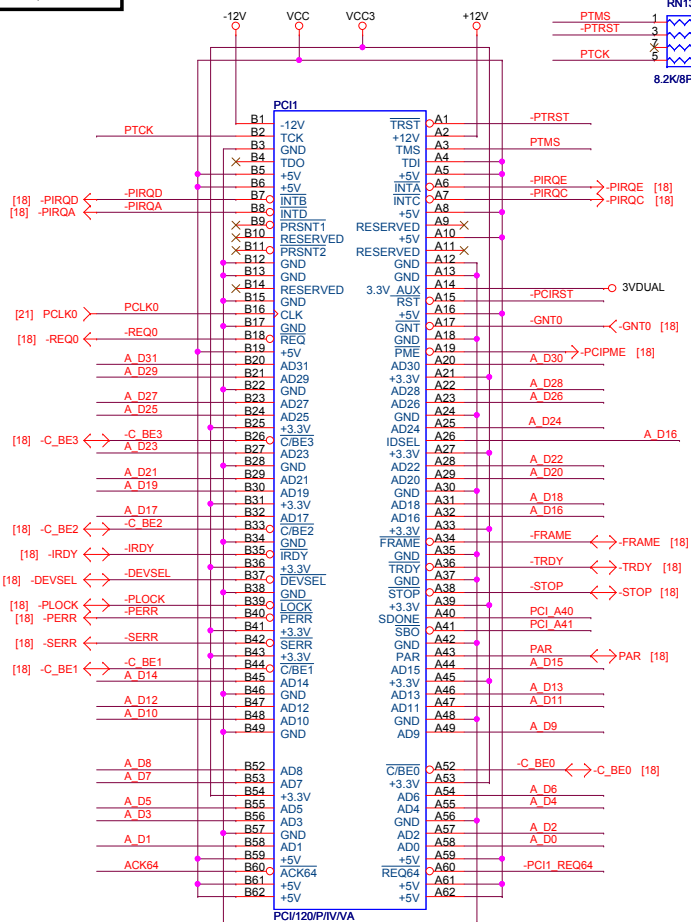 -12V VCC VCC3 +12V
RN13
PTMS 1
-PTRST 3
7
PTCK 5
8.2K/8P
PCI1
B1 -12V TRST A1 -PTRST
PTCK B2 TCK +12V A2
B3 GND TMS A3 PTMS
B4 TDO TDI A4
B5 +5V +5V A5
B6 +5V INTA A6 -PIRQE -PIRQE [18]
[18] -PIRQD -PIRQD B7 INTB INTC A7 -PIRQC -PIRQC [18]
[18] -PIRQA -PIRQA B8 INTD +5V A8
B9 PRSNT1 RESERVED A9
B10 RESERVED +5V A10
B11 PRSNT2 RESERVED A11
B12 GND GND A12
B13 GND GND A13
B14 RESERVED 3.3V_AUX A14 3VDUAL
B15 GND RST A15 -PCIRST
[21] PCLK0 PCLK0 B16 CLK +5V A16
B17 GND GNT A17 -GNT0 -GNT0 [18]
[18] -REQ0 -REQ0 B18 REQ GND A18
B19 +5V PME A19 -PCIPME [18]
A_D31 B20 AD31 AD30 A20 A_D30
A_D29 B21 AD29 +3.3V A21
B22 GND AD28 A22 A_D28
A_D27 B23 AD27 AD26 A23 A_D26
A_D25 B24 AD25 GND A24
B25 +3.3V AD24 A25 A_D24
[18] -C_BE3 -C_BE3 B26 C/BE3 IDSEL A26 A_D16
A_D23 B27 AD23 +3.3V A27
B28 GND AD22 A28 A_D22
A_D21 B29 AD21 AD20 A29 A_D20
A_D19 B30 AD19 GND A30
B31 +3.3V AD18 A31 A_D18
A_D17 B32 AD17 AD16 A32 A_D16
[18] -C_BE2 -C_BE2 B33 C/BE2 +3.3V A33
B34 GND FRAME A34 -FRAME -FRAME [18]
[18] -IRDY -IRDY B35 IRDY GND A35
B36 +3.3V TRDY A36 -TRDY -TRDY [18]
[18] -DEVSEL -DEVSEL B37 DEVSEL GND A37
B38 GND STOP A38 -STOP -STOP [18]
[18] -PLOCK -PLOCK B39 LOCK +3.3V A39
[18] -PERR -PERR B40 PERR SDONE A40 PCI_A40
B41 +3.3V SBO A41 PCI_A41
[18] -SERR -SERR B42 SERR GND A42
B43 +3.3V PAR A43 PAR PAR [18]
[18] -C_BE1 -C_BE1 B44 C/BE1 AD15 A44 A_D15
A_D14 B45 AD14 +3.3V A45
B46 GND AD13 A46 A_D13
A_D12 B47 AD12 AD11 A47 A_D11
A_D10 B48 AD10 GND A48
B49 GND AD9 A49 A_D9
A_D8 B52 AD8 C/BE0 A52 -C_BE0 -C_BE0 [18]
A_D7 B53 AD7 +3.3V A53
B54 +3.3V AD6 A54 A_D6
A_D5 B55 AD5 AD4 A55 A_D4
A_D3 B56 AD3 GND A56
B57 GND AD2 A57 A_D2
A_D1 B58 AD1 AD0 A58 A_D0
B59 +5V +5V A59
ACK64 B60 ACK64 REQ64 A60 -PCI1_REQ64
B61 +5V +5V A61
B62 +5V +5V A62
PCI/120/P/IV/VA